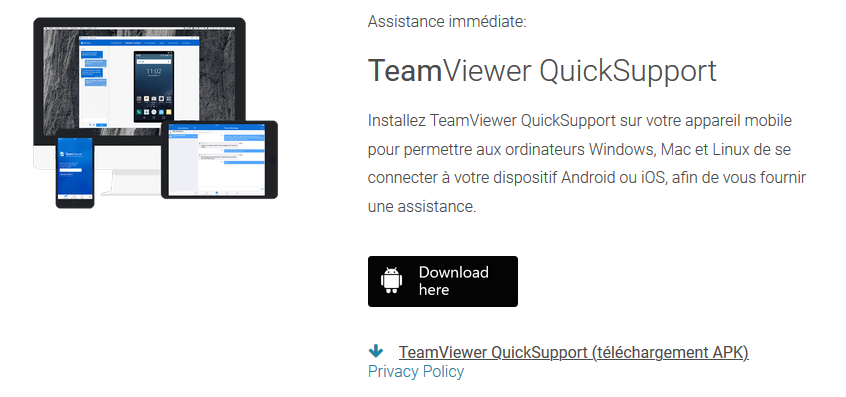 Assistance immédiate:
TeamViewer QuickSupport
Installez TeamViewer QuickSupport sur votre appareil mobile
pour permettre aux ordinateurs Windows, Mac et Linux de se
connecter à votre dispositif Android ou iOS, afin de vous fournir
une assistance.
Download
here
TeamViewer QuickSupport (téléchargement APK)
Privacy Policy
11:02